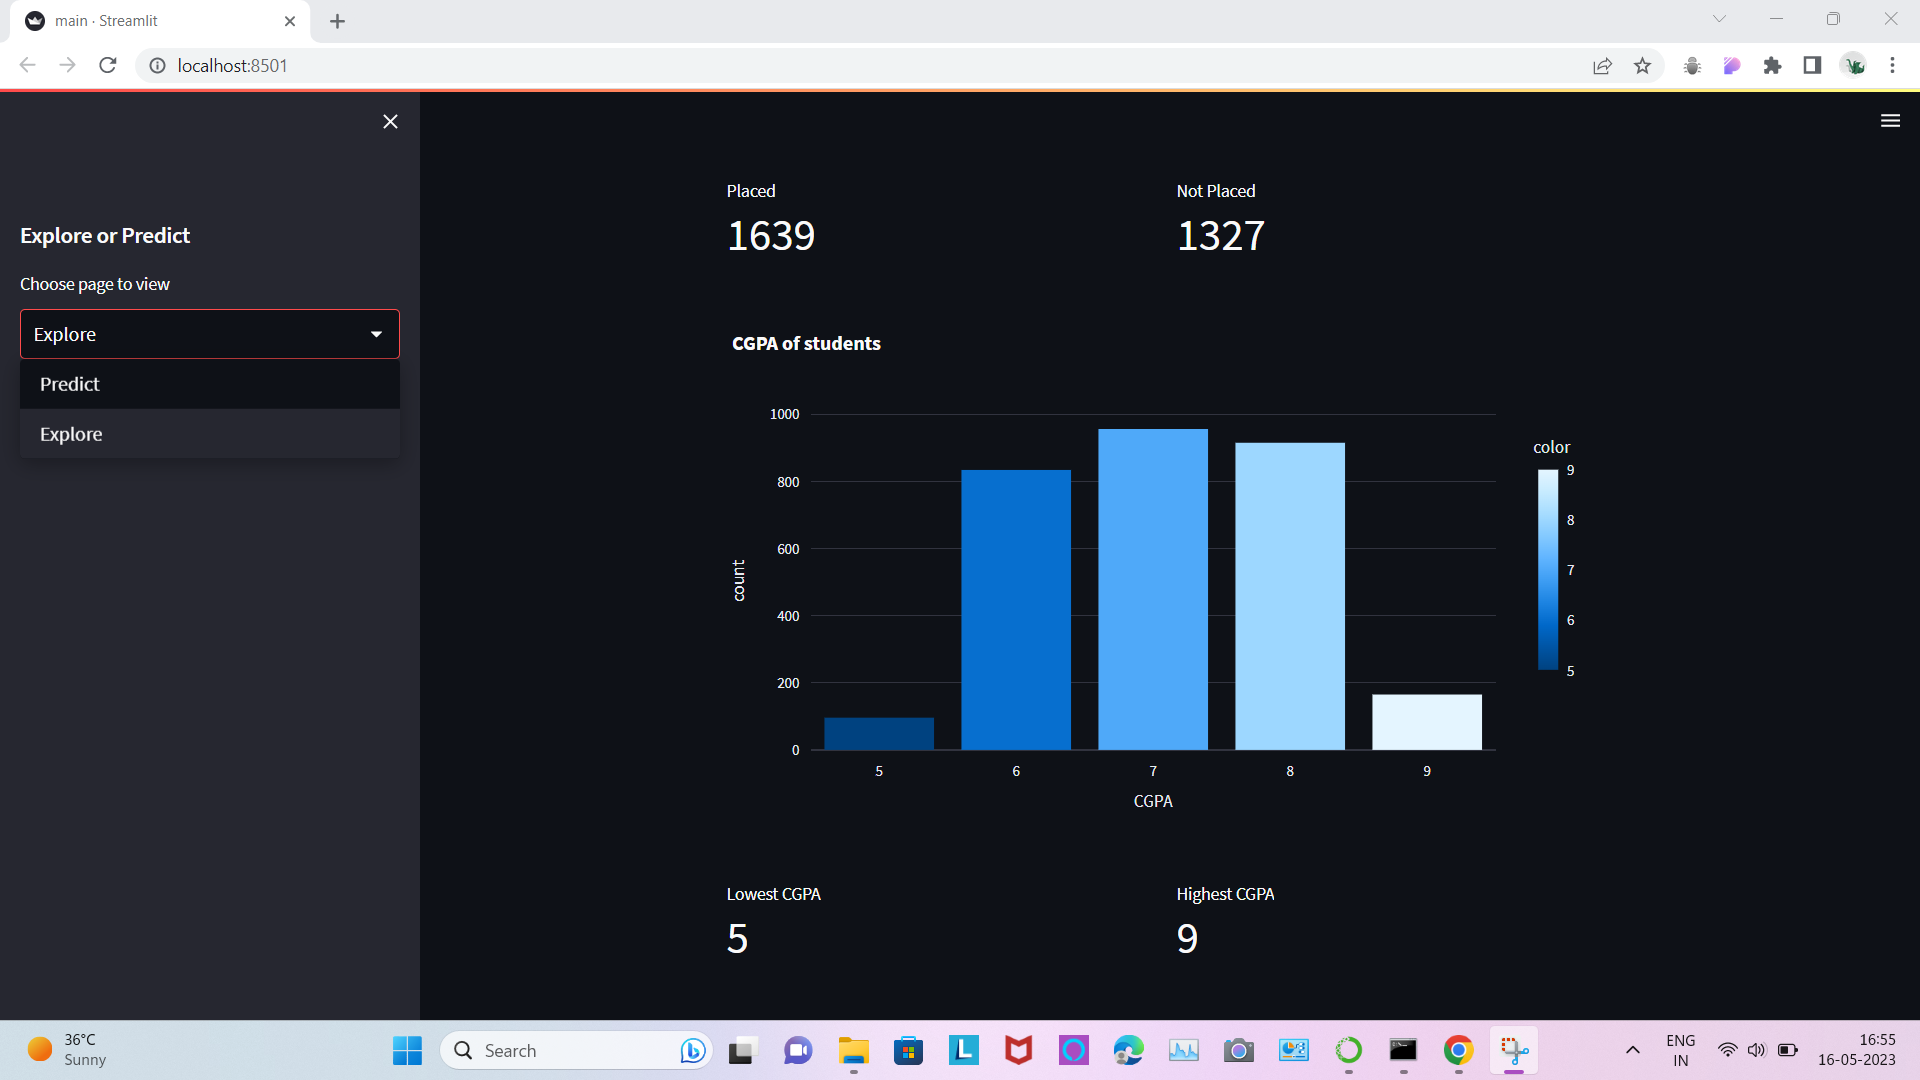 main · Streamlit
localhost:8501
Explore or Predict
Choose page to view
Explore
Predict
Explore
Placed
1639
Not Placed
1327
CGPA of students
1000
800
600
400
200
0
count
5
6
7
8
9
CGPA
color
9
8
7
6
5
Lowest CGPA
5
Highest CGPA
9
36°C
Sunny
Search
L
ENG
IN
16:55
16-05-2023